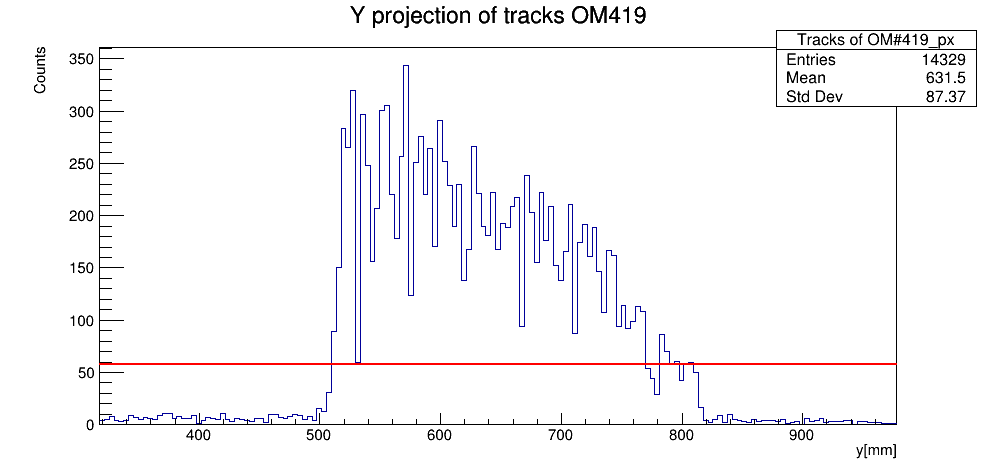 Y projection of tracks OM419
Tracks of OM#419_px
Entries 14329
Mean 631.5
Std Dev 87.37
Counts
350
300
250
200
150
100
50
0
400 500 600 700 800 900
y[mm]